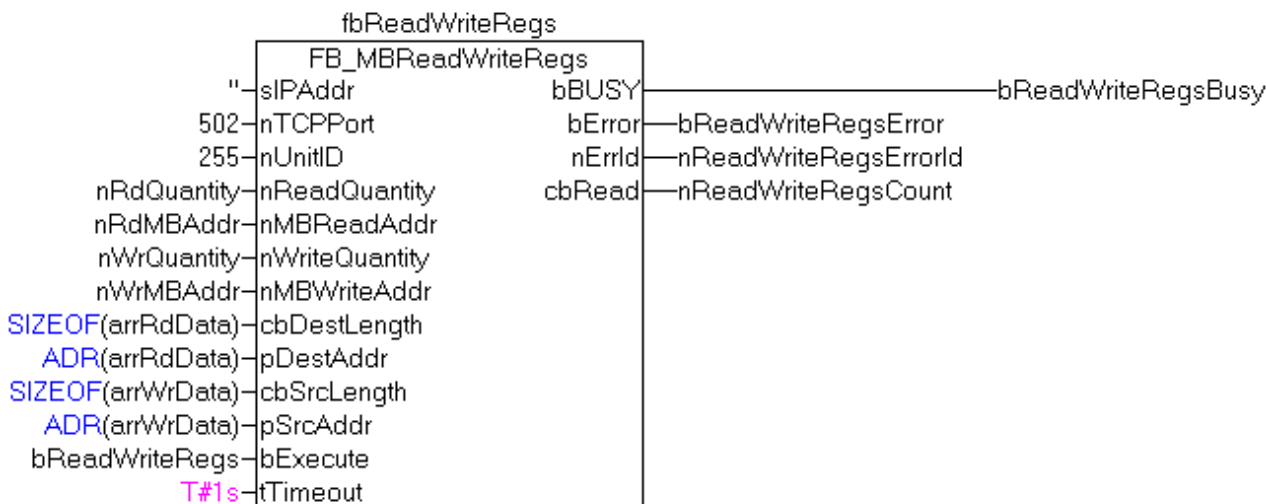 fbReadWriteRegs
FB_MBReadWriteRegs
'' sIPAddr bBUSY bReadWriteRegsBusy
502 nTCPPort bError bReadWriteRegsError
255 nUnitID nErrId nReadWriteRegsErrorId
nRdQuantity nReadQuantity cbRead nReadWriteRegsCount
nRdMBAddr nMBReadAddr
nWrQuantity nWriteQuantity
nWrMBAddr nMBWriteAddr
SIZEOF(arrRdData) cbDestLength
ADR(arrRdData) pDestAddr
SIZEOF(arrWrData) cbSrcLength
ADR(arrWrData) pSrcAddr
bReadWriteRegs bExecute
T#1s tTimeout